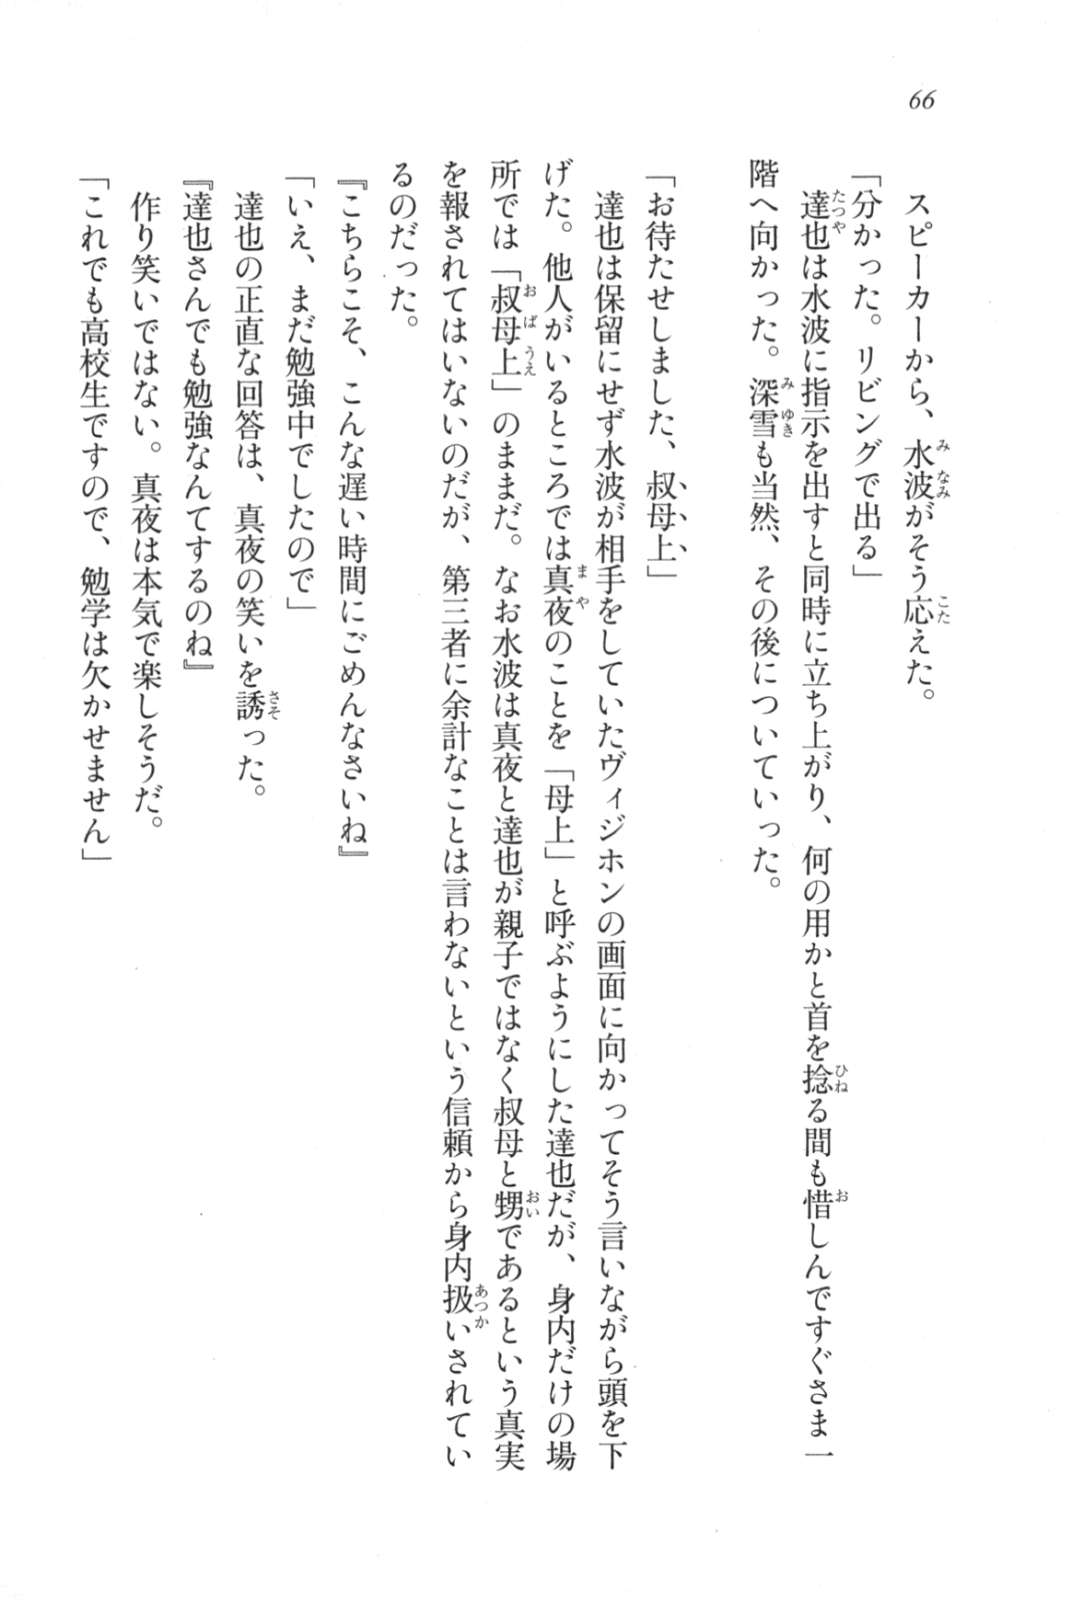 66
スピーカーから、水波がそう応えた。
「分かった。リビングで出る」
達也は水波に指示を出すと同時に立ち上がり、何の用かと首を捻る間も惜しんですぐさま一
階へ向かった。深雪も当然、その後についていった。
「お待たせしました、叔母上」
達也は保留にせず水波が相手をしていたヴィジホンの画面に向かってそう言いながら頭を下
げた。他人がいるところでは真夜のことを「母上」と呼ぶようにした達也だが、身内だけの場
所では「叔母上」のままだ。なお水波は真夜と達也が親子ではなく叔母と甥であるという真実
を報されてはいないのだが、第三者に余計なことは言わないという信頼から身内扱いされてい
るのだった。
『こちらこそ、こんな遅い時間にごめんなさいね』
「いえ、まだ勉強中でしたので」
達也の正直な回答は、真夜の笑いを誘った。
『達也さんでも勉強なんてするのね』
作り笑いではない。真夜は本気で楽しそうだ。
「これでも高校生ですので、勉学は欠かせません」